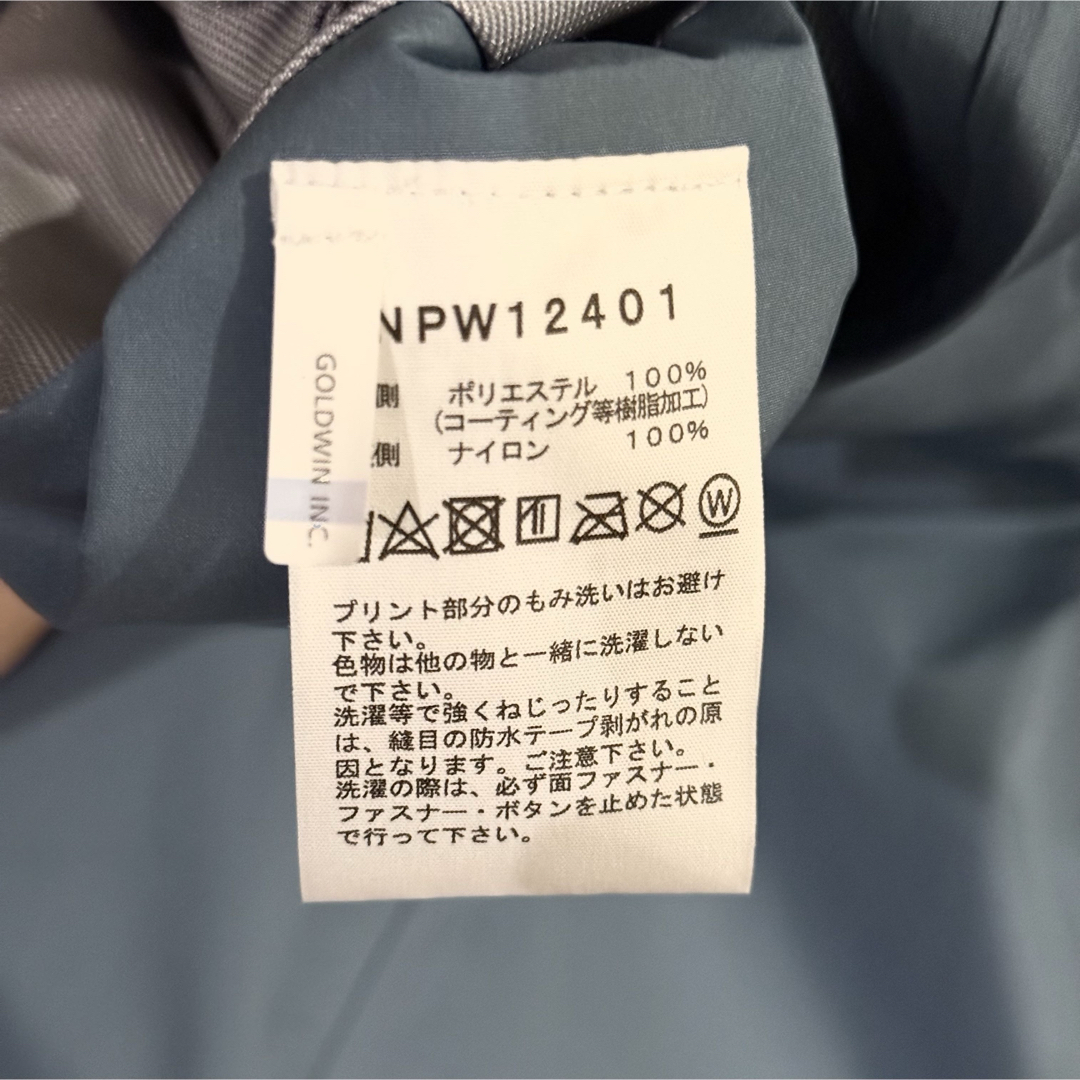 NPW12401
側 ポリエステル 100%
(コーティング等樹脂加工)
側 ナイロン 100%
GOLDWIN INC.
W
プリント部分のもみ洗いはお避け
下さい。
色物は他の物と一緒に洗濯しない
で下さい。
洗濯等で強くねじったりすること
は、縫目の防水テープ剥がれの原
因となります。ご注意下さい。
洗濯の際は、必ず面ファスナー・
ファスナー・ボタンを止めた状態
で行って下さい。